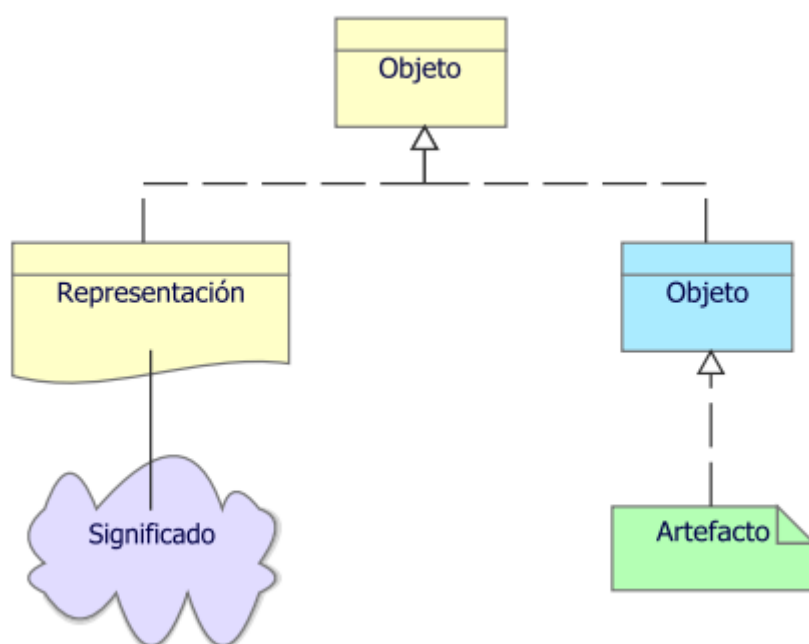 Objeto
Representación
Objeto
Significado
Artefacto